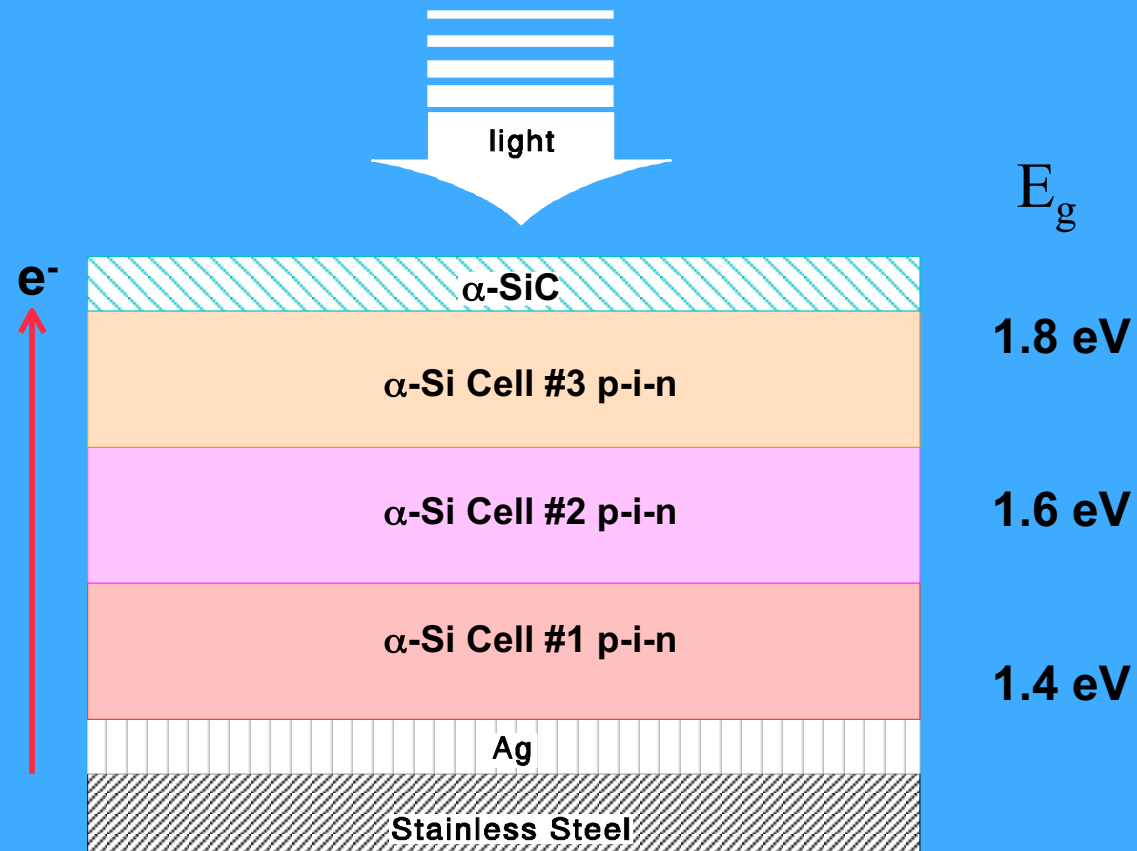 light
E_g
e⁻
α-SiC
1.8 eV
α-Si Cell #3 p-i-n
α-Si Cell #2 p-i-n
1.6 eV
α-Si Cell #1 p-i-n
1.4 eV
Ag
Stainless Steel